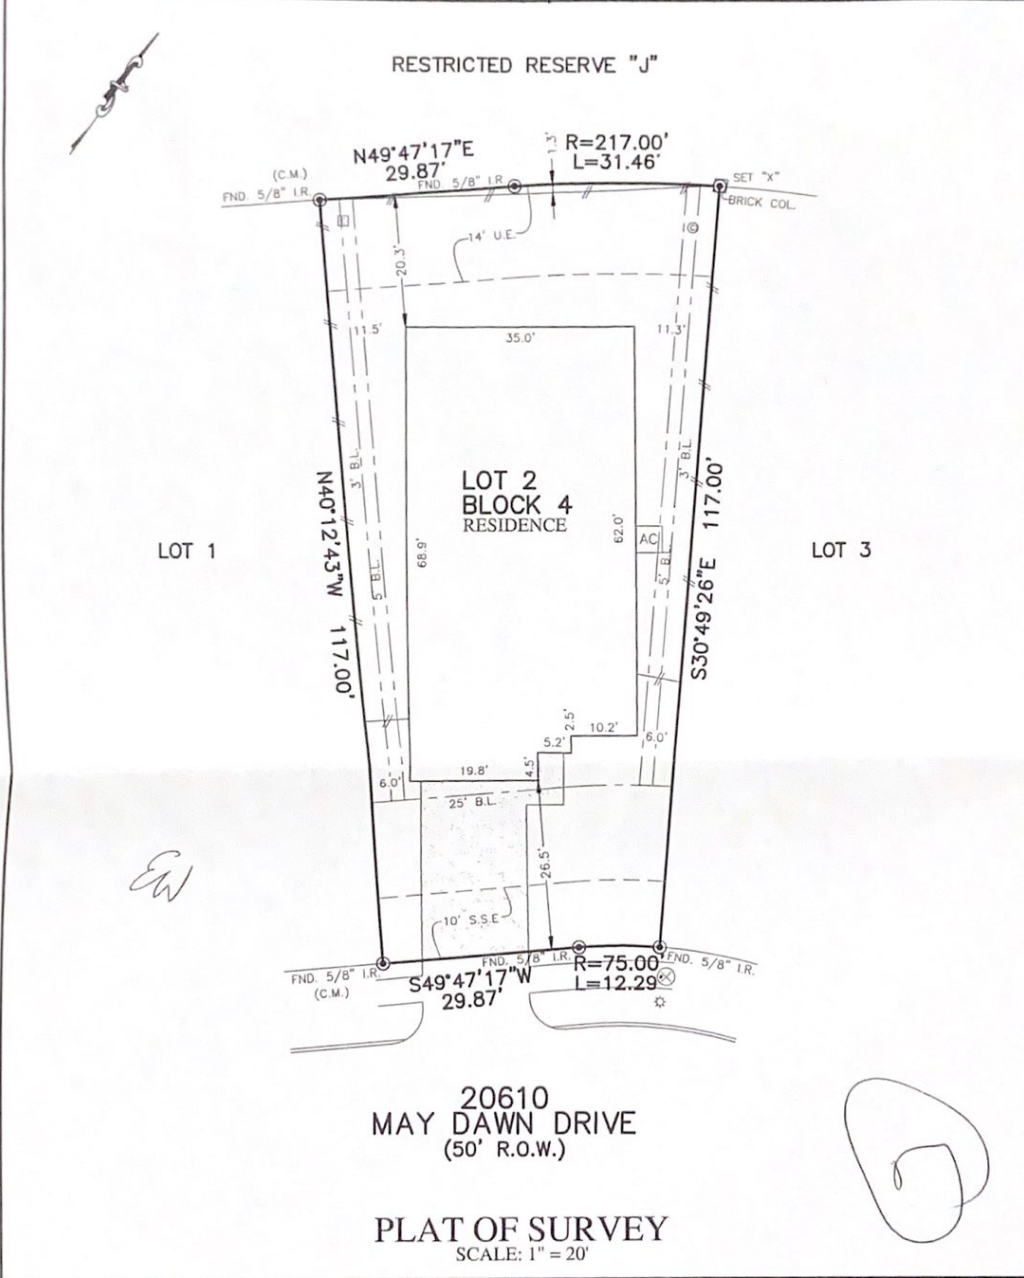 RESTRICTED RESERVE "J"
N49°47'17"E
29.87'
1.3'
R=217.00'
L=31.46'
(C.M.)
FND. 5/8" I.R.
FND. 5/8" I.R.
SET "X"
BRICK COL.
14' U.E.
20.3'
11.5'
35.0'
11.3'
3' B.L.
3' B.L.
LOT 2
BLOCK 4
RESIDENCE
LOT 1
LOT 3
N40°12'43"W 117.00'
S30°49'26"E 117.00'
5' B.L.
68.9'
62.0'
AC
5' B.L.
2.5'
10.2'
5.2'
6.0'
19.8'
4.5'
6.0'
25' B.L.
26.5'
10' S.S.E
FND. 5/8" I.R.
(C.M.)
FND. 5/8" I.R.
FND. 5/8" I.R.
S49°47'17"W
29.87'
R=75.00'
L=12.29'
20610
MAY DAWN DRIVE
(50' R.O.W.)
PLAT OF SURVEY
SCALE: 1" = 20'